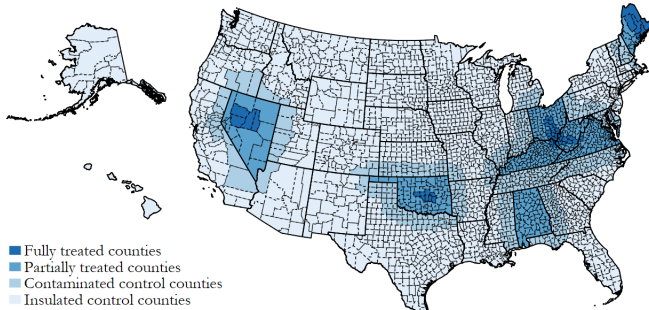 Fully treated counties
Partially treated counties
Contaminated control counties
Insulated control counties